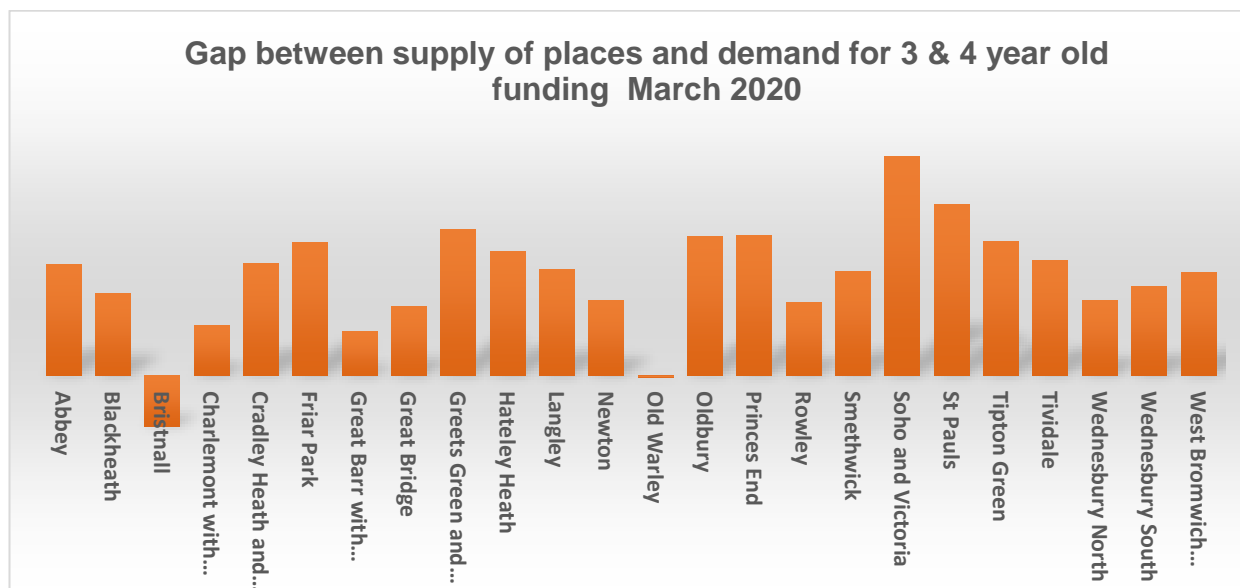 Gap between supply of places and demand for 3 & 4 year old
funding March 2020
Abbey
Blackheath
Bristnall
Charlemont with...
Cradley Heath and...
Friar Park
Great Barr with...
Great Bridge
Greets Green and...
Hateley Heath
Langley
Newton
Old Warley
Oldbury
Princes End
Rowley
Smethwick
Soho and Victoria
St Pauls
Tipton Green
Tividale
Wednesbury North
Wednesbury South
West Bromwich...